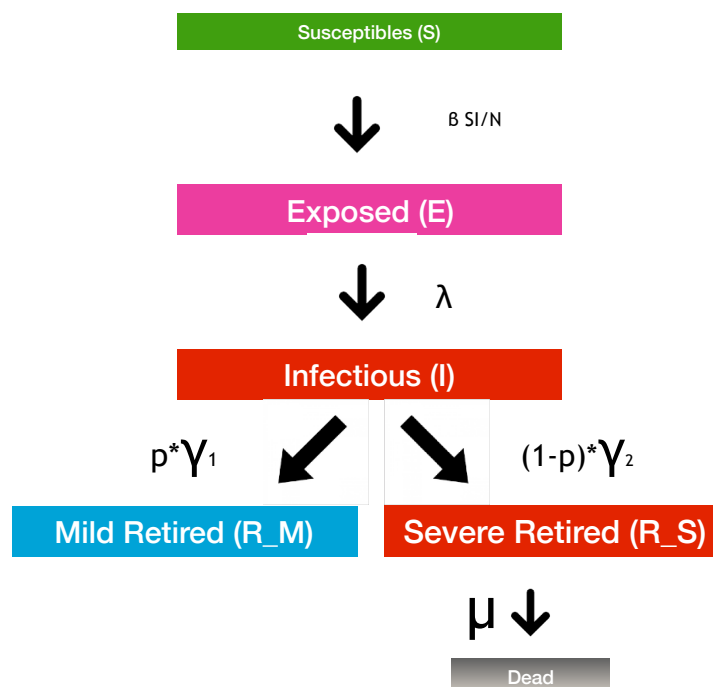 Susceptibles (S)
β SI/N
Exposed (E)
λ
Infectious (I)
p*γ₁
(1-p)*γ₂
Mild Retired (R_M)
Severe Retired (R_S)
μ
Dead